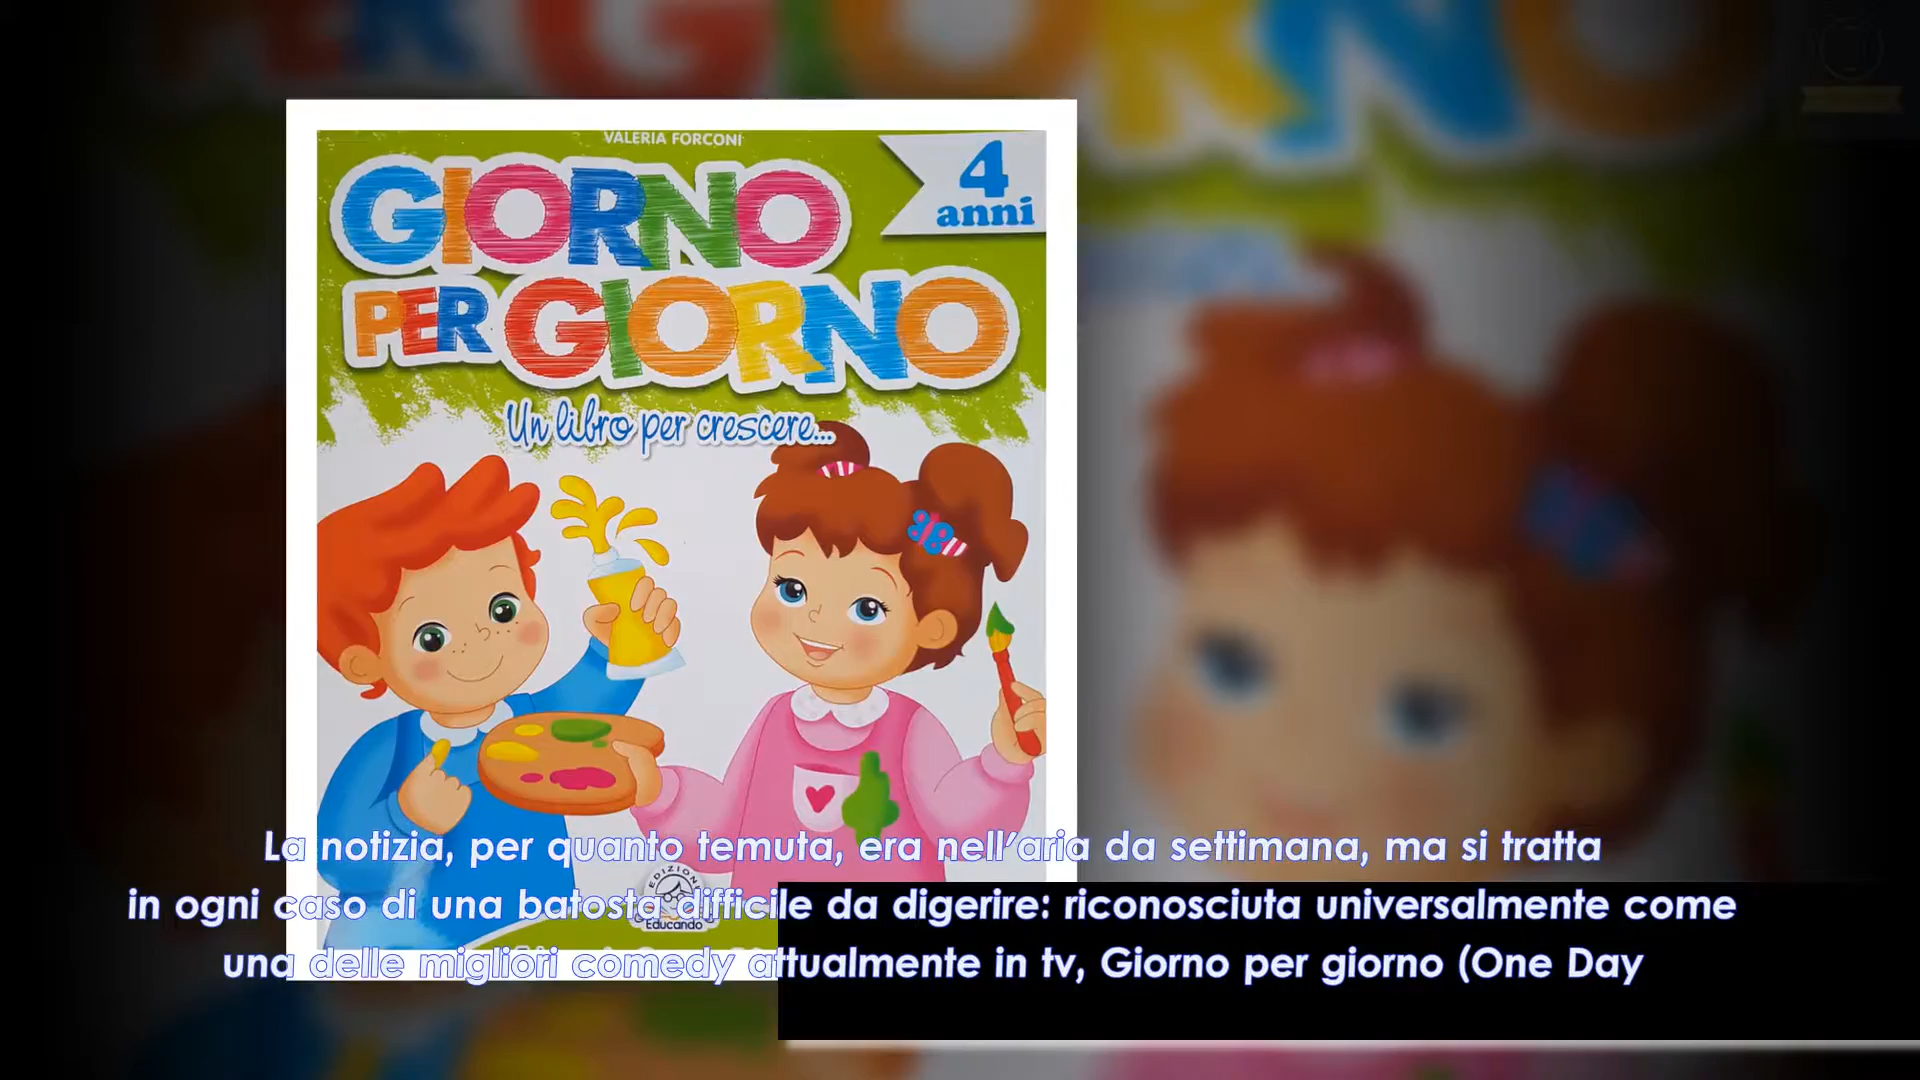 VALERIA FORCONI
4
anni
GIORNO
PER GIORNO
Un libro per crescere...
La notizia, per quanto temuta, era nell'aria da settimana, ma si tratta
in ogni caso di una batosta difficile da digerire: riconosciuta universalmente come
una delle migliori comedy attualmente in tv, Giorno per giorno (One Day
Educando